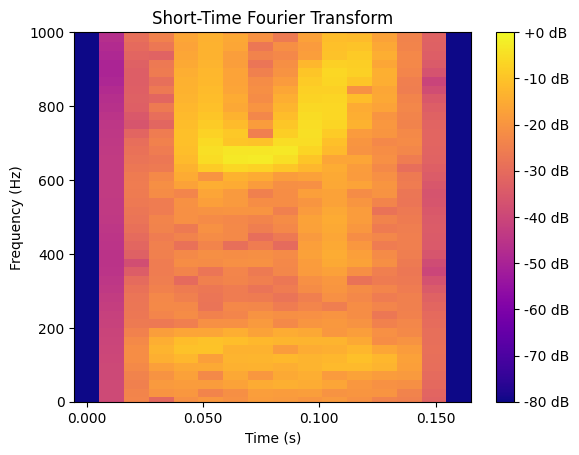 Short-Time Fourier Transform
1000
800
600
400
200
0
Frequency (Hz)
0.000
0.050
0.100
0.150
Time (s)
+0 dB
-10 dB
-20 dB
-30 dB
-40 dB
-50 dB
-60 dB
-70 dB
-80 dB